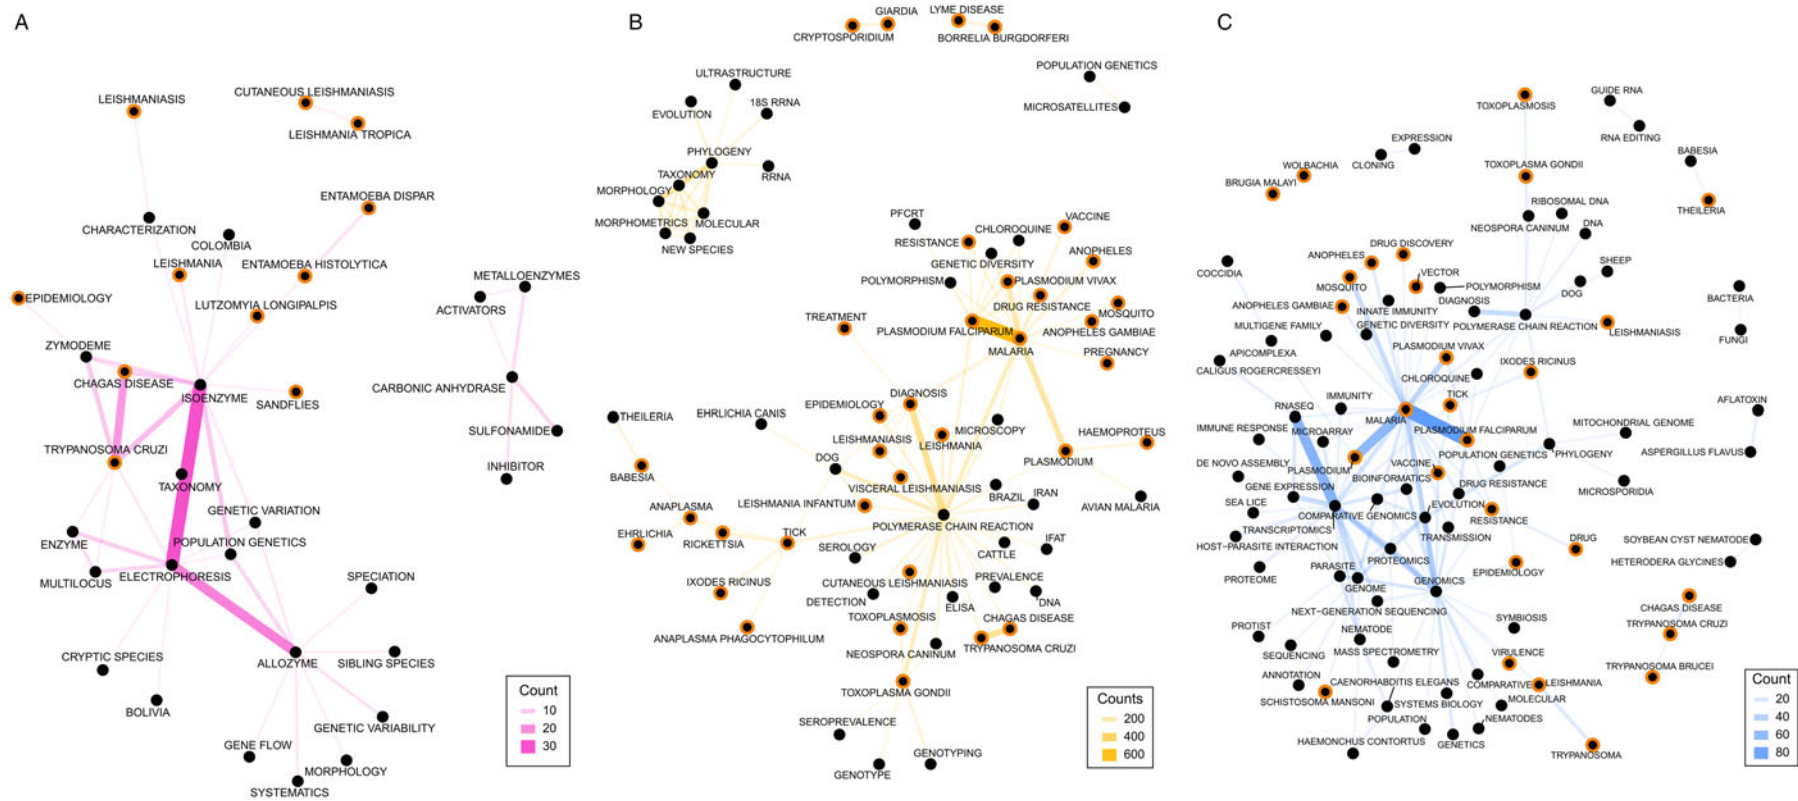 A
LEISHMANIASIS
CUTANEOUS LEISHMANIASIS
LEISHMANIA TROPICA
ENTAMOEBA DISPAR
CHARACTERIZATION
COLOMBIA
LEISHMANIA
ENTAMOEBA HISTOLYTICA
EPIDEMIOLOGY
LUTZOMYIA LONGIPALPIS
METALLOENZYMES
ACTIVATORS
ZYMODEME
CHAGAS DISEASE
ISOENZYME
SANDFLIES
CARBONIC ANHYDRASE
TRYPANOSOMA CRUZI
SULFONAMIDE
INHIBITOR
TAXONOMY
GENETIC VARIATION
ENZYME
POPULATION GENETICS
MULTILOCUS
ELECTROPHORESIS
SPECIATION
CRYPTIC SPECIES
ALLOZYME
SIBLING SPECIES
BOLIVIA
GENETIC VARIABILITY
GENE FLOW
MORPHOLOGY
SYSTEMATICS
Count
10
20
30
B
GIARDIA
CRYPTOSPORIDIUM
LYME DISEASE
BORRELIA BURGDORFERI
POPULATION GENETICS
MICROSATELLITES
ULTRASTRUCTURE
EVOLUTION
18S RRNA
PHYLOGENY
TAXONOMY
RRNA
MORPHOLOGY
MORPHOMETRICS
MOLECULAR
NEW SPECIES
PFCRT
VACCINE
CHLOROQUINE
RESISTANCE
ANOPHELES
GENETIC DIVERSITY
POLYMORPHISM
PLASMODIUM VIVAX
DRUG RESISTANCE
MOSQUITO
TREATMENT
PLASMODIUM FALCIPARUM
ANOPHELES GAMBIAE
MALARIA
PREGNANCY
DIAGNOSIS
EPIDEMIOLOGY
THEILERIA
EHRLICHIA CANIS
MICROSCOPY
LEISHMANIASIS
LEISHMANIA
HAEMOPROTEUS
DOG
PLASMODIUM
BABESIA
VISCERAL LEISHMANIASIS
BRAZIL
IRAN
LEISHMANIA INFANTUM
AVIAN MALARIA
ANAPLASMA
POLYMERASE CHAIN REACTION
EHRLICHIA
RICKETTSIA
TICK
SEROLOGY
CATTLE
IFAT
IXODES RICINUS
CUTANEOUS LEISHMANIASIS
PREVALENCE
DETECTION
ELISA
DNA
TOXOPLASMOSIS
CHAGAS DISEASE
ANAPLASMA PHAGOCYTOPHILUM
NEOSPORA CANINUM
TRYPANOSOMA CRUZI
TOXOPLASMA GONDII
SEROPREVALENCE
GENOTYPING
GENOTYPE
Counts
200
400
600
C
TOXOPLASMOSIS
GUIDE RNA
RNA EDITING
EXPRESSION
CLONING
BABESIA
WOLBACHIA
BRUGIA MALAYI
TOXOPLASMA GONDII
THEILERIA
RIBOSOMAL DNA
NEOSPORA CANINUM
DNA
DRUG DISCOVERY
ANOPHELES
COCCIDIA
VECTOR
SHEEP
MOSQUITO
POLYMORPHISM
DOG
BACTERIA
ANOPHELES GAMBIAE
DIAGNOSIS
INNATE IMMUNITY
MULTIGENE FAMILY
GENETIC DIVERSITY
POLYMERASE CHAIN REACTION
LEISHMANIASIS
FUNGI
APICOMPLEXA
PLASMODIUM VIVAX
IXODES RICINUS
CALIGUS ROGERCRESSEYI
CHLOROQUINE
IMMUNITY
TICK
RNASEQ
MALARIA
AFLATOXIN
IMMUNE RESPONSE
MICROARRAY
PLASMODIUM FALCIPARUM
MITOCHONDRIAL GENOME
POPULATION GENETICS
PHYLOGENY
ASPERGILLUS FLAVUS
DE NOVO ASSEMBLY
PLASMODIUM
VACCINE
BIOINFORMATICS
GENE EXPRESSION
DRUG RESISTANCE
MICROSPORIDIA
SEA LICE
EVOLUTION
COMPARATIVE GENOMICS
RESISTANCE
TRANSCRIPTOMICS
TRANSMISSION
DRUG
SOYBEAN CYST NEMATODE
HOST−PARASITE INTERACTION
PROTEOMICS
HETERODERA GLYCINES
PROTEOME
PARASITE
EPIDEMIOLOGY
GENOME
GENOMICS
CHAGAS DISEASE
NEXT−GENERATION SEQUENCING
SYMBIOSIS
PROTIST
NEMATODE
TRYPANOSOMA CRUZI
SEQUENCING
MASS SPECTROMETRY
VIRULENCE
TRYPANOSOMA BRUCEI
ANNOTATION
CAENORHABDITIS ELEGANS
COMPARATIVE
LEISHMANIA
SCHISTOSOMA MANSONI
SYSTEMS BIOLOGY
MOLECULAR
POPULATION
NEMATODES
HAEMONCHUS CONTORTUS
GENETICS
TRYPANOSOMA
Count
20
40
60
80